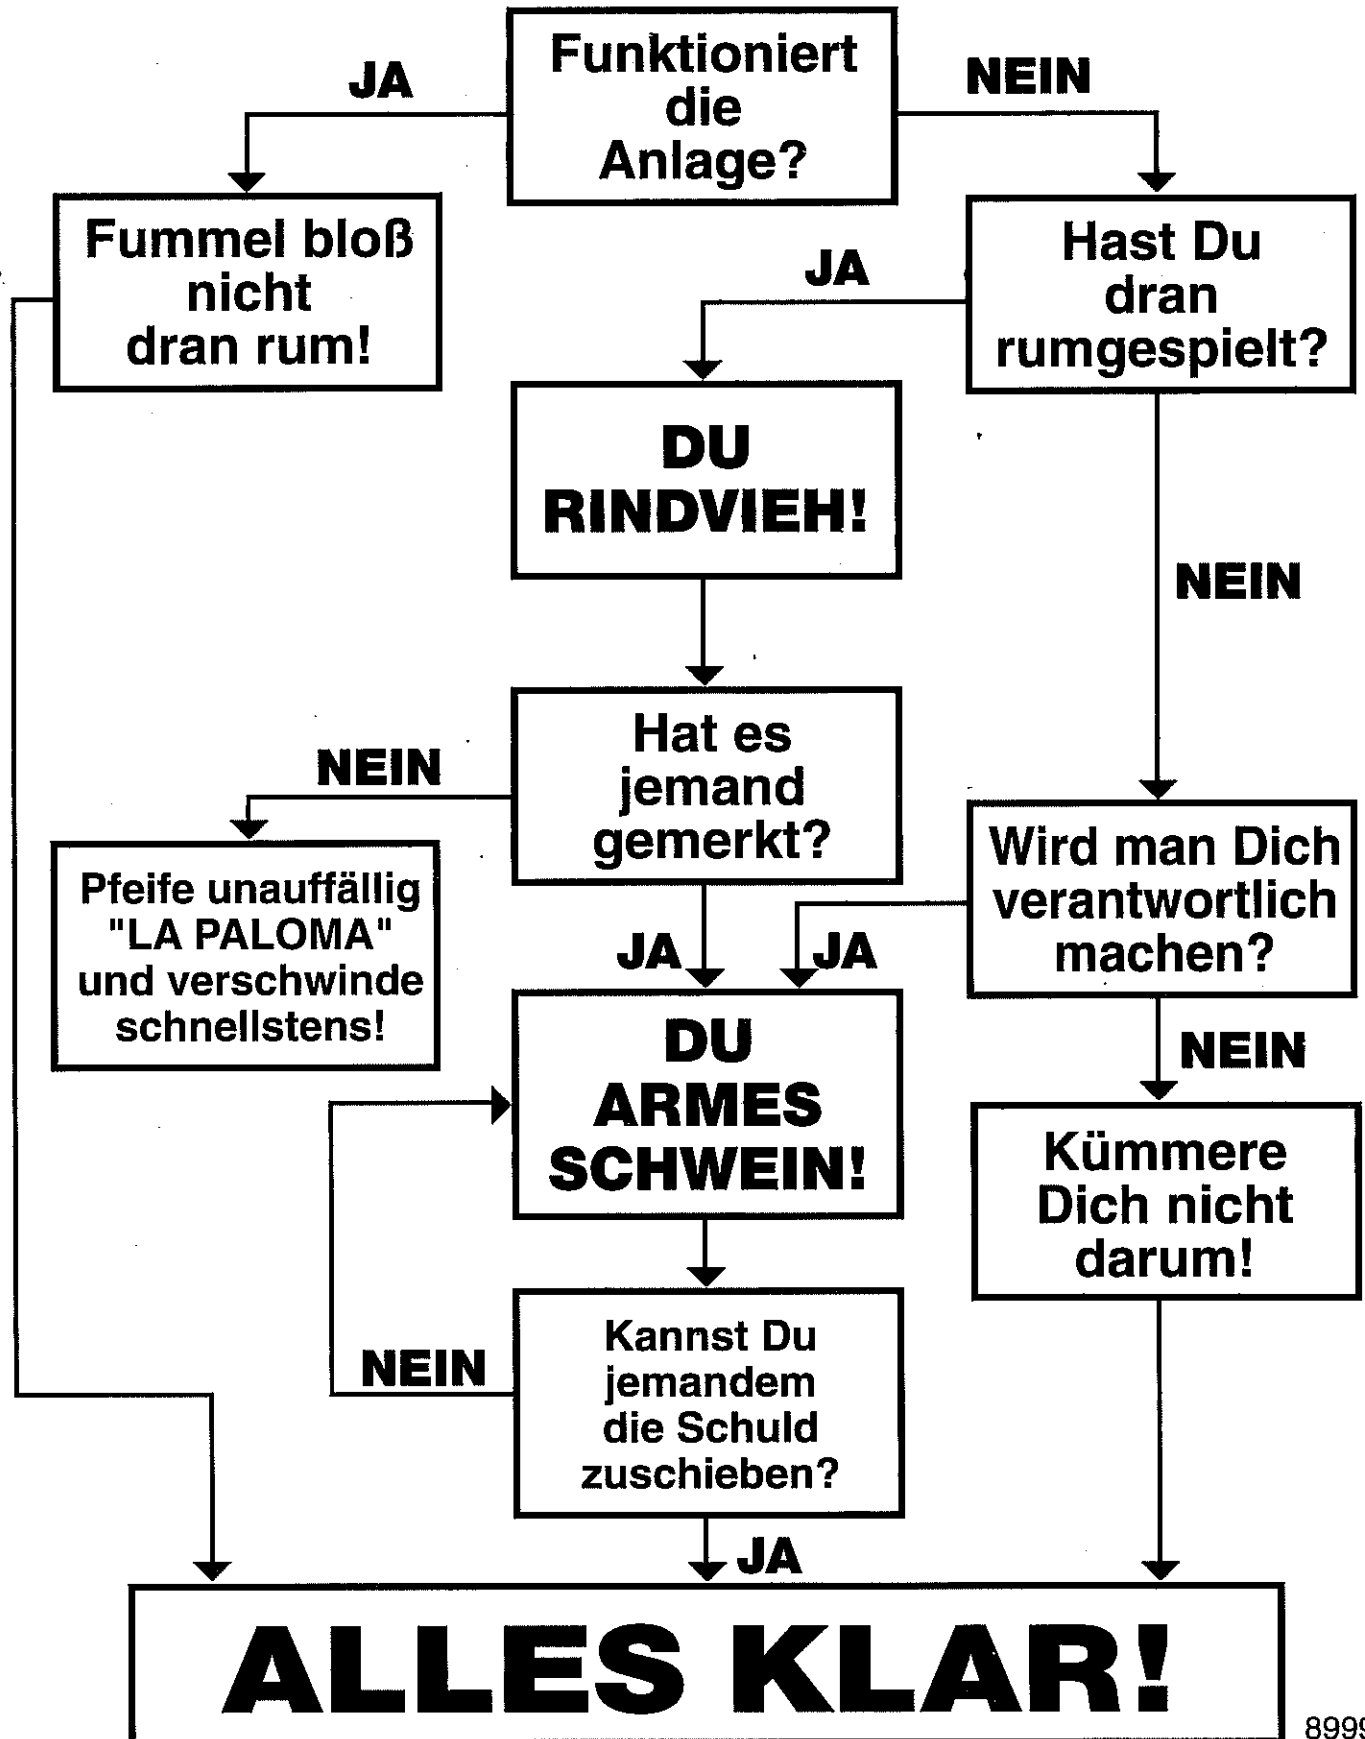 Funktioniert
die
Anlage?
JA
NEIN
Fummel bloß
nicht
dran rum!
Hast Du
dran
rumgespielt?
JA
DU
RINDVIEH!
NEIN
Hat es
jemand
gemerkt?
NEIN
Wird man Dich
verantwortlich
machen?
Pfeife unauffällig
"LA PALOMA"
und verschwinde
schnellstens!
JA
JA
DU
ARMES
SCHWEIN!
NEIN
Kümmere
Dich nicht
darum!
Kannst Du
jemandem
die Schuld
zuschieben?
NEIN
JA
ALLES KLAR!
8999